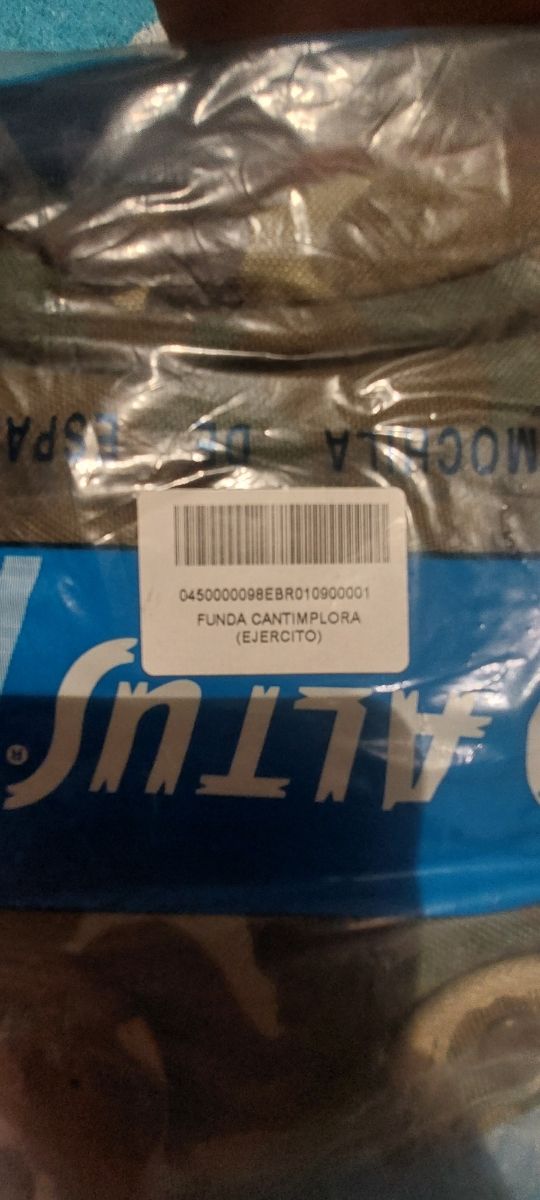 MOCHILA DE ESPA
0450000098EBR010900001
FUNDA CANTIMPLORA
(EJERCITO)
ALTUS®